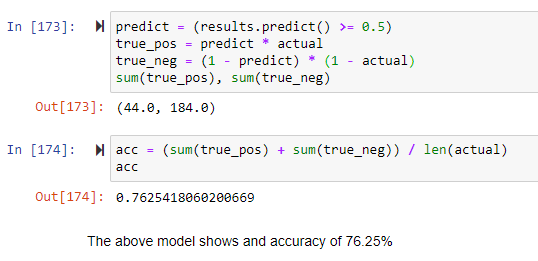 In [173]: predict = (results.predict() >= 0.5)
true_pos = predict * actual
true_neg = (1 - predict) * (1 - actual)
sum(true_pos), sum(true_neg)
Out[173]: (44.0, 184.0)
In [174]: acc = (sum(true_pos) + sum(true_neg)) / len(actual)
acc
Out[174]: 0.7625418060200669
The above model shows and accuracy of 76.25%